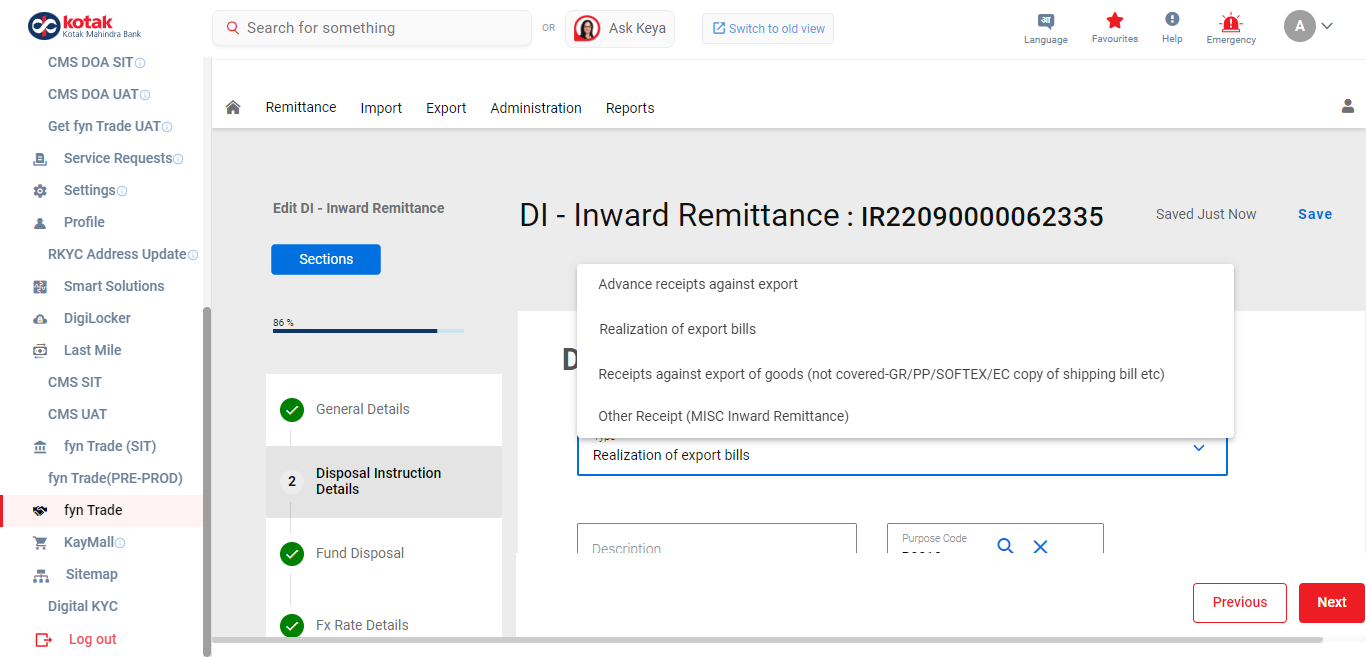 kotak
Kotak Mahindra Bank
Search for something
OR
Ask Keya
Switch to old view
Language
Favourites
Help
Emergency
A
CMS DOA SIT
CMS DOA UAT
Get fyn Trade UAT
Service Requests
Settings
Profile
RKYC Address Update
Smart Solutions
DigiLocker
Last Mile
CMS SIT
CMS UAT
fyn Trade (SIT)
fyn Trade(PRE-PROD)
fyn Trade
KayMall
Sitemap
Digital KYC
Log out
Remittance
Import
Export
Administration
Reports
Edit DI - Inward Remittance
Sections
86 %
General Details
2
Disposal Instruction
Details
Fund Disposal
Fx Rate Details
DI - Inward Remittance : IR22090000062335
Saved Just Now
Save
Advance receipts against export
Realization of export bills
Receipts against export of goods (not covered-GR/PP/SOFTEX/EC copy of shipping bill etc)
Other Receipt (MISC Inward Remittance)
D
Type
Realization of export bills
Description
Purpose Code
Previous
Next